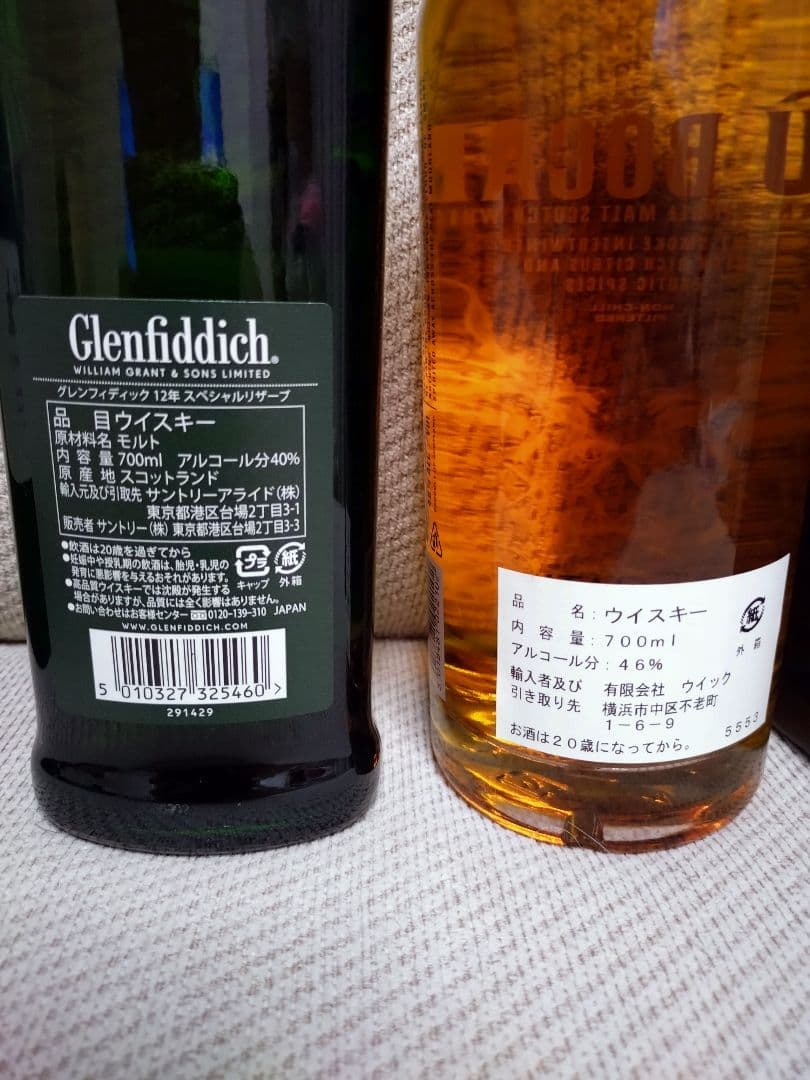 Glenfiddich®
WILLIAM GRANT & SONS LIMITED
グレンフィディック 12年 スペシャルリザーブ
品 目 ウイスキー
原材料名 モルト
内 容 量 700ml アルコール分40%
原 産 地 スコットランド
輸入元及び引取先 サントリーアライド(株)
東京都港区台場2丁目3-1
販売者 サントリー(株) 東京都港区台場2丁目3-3
●飲酒は20歳を過ぎてから
●妊娠中や授乳期の飲酒は、胎児・乳児の
発育に悪影響を与えるおそれがあります。
●高品質ウイスキーでは沈殿が発生する
場合がありますが、品質には全く影響はありません。
●お問い合わせはお客様センター 0120-139-310 JAPAN
プラ
キャップ
紙
外箱
WWW.GLENFIDDICH.COM
5 010327 325460 >
291429
品 名:ウイスキー
内 容 量:700ml
アルコール分:46%
輸入者及び 有限会社 ウイック
引き取り先 横浜市中区不老町
1-6-9
お酒は20歳になってから。
5553
紙
外 箱